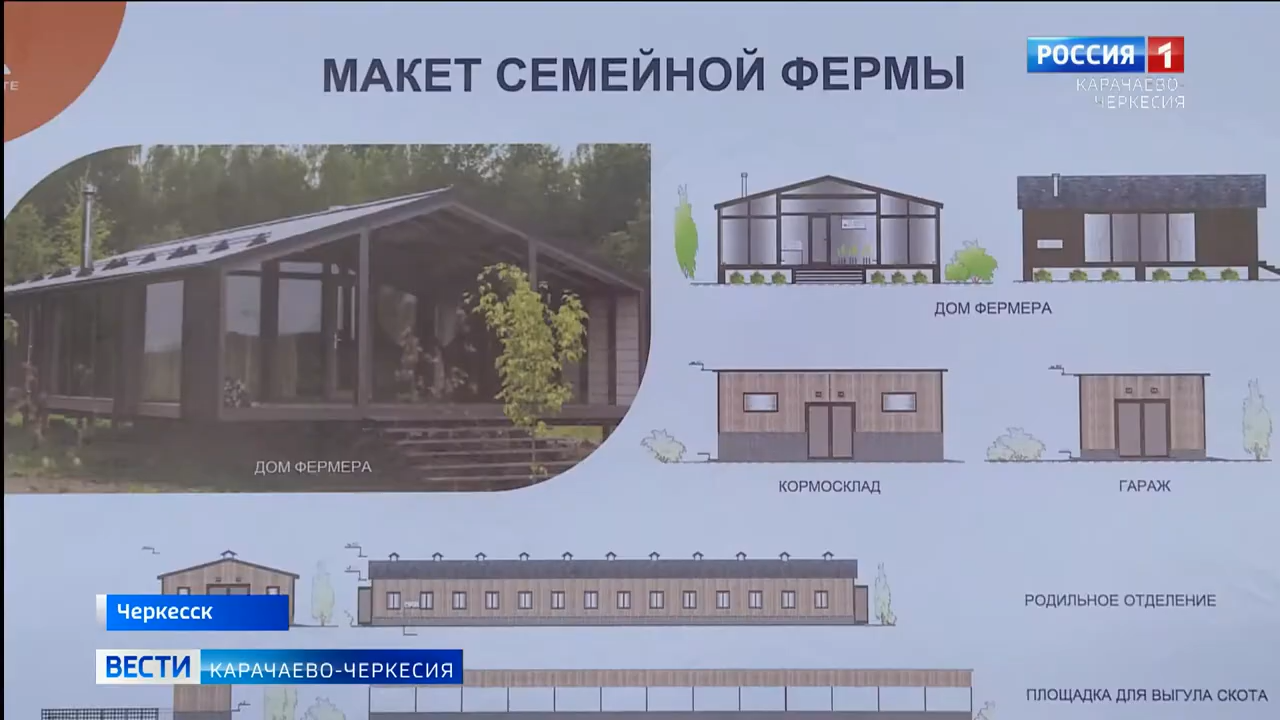 ТЕ
МАКЕТ СЕМЕЙНОЙ ФЕРМЫ
РОССИЯ 1
КАРАЧАЕВО-
ЧЕРКЕСИЯ
ДОМ ФЕРМЕРА
ДОМ ФЕРМЕРА
КОРМОСКЛАД
ГАРАЖ
РОДИЛЬНОЕ ОТДЕЛЕНИЕ
Черкесск
ВЕСТИ КАРАЧАЕВО-ЧЕРКЕСИЯ
ПЛОЩАДКА ДЛЯ ВЫГУЛА СКОТА